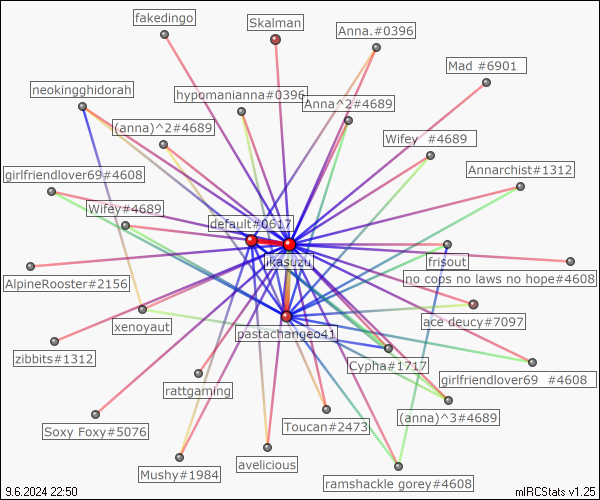 fakedingo
Skalman
Anna.#0396
Mad #6901
neokingghidorah
hypomanianna#0396
Anna^2#4689
(anna)^2#4689
Wifey #4689
girlfriendlover69#4608
Annarchist#1312
Wifey#4689
default#0617
jikasuzu
frisout
AlpineRooster#2156
no cops no laws no hope#4608
xenoyaut
pastachangeo41
ace deucy#7097
zibbits#1312
Cypha#1717
rattgaming
girlfriendlover69 #4608
Soxy Foxy#5076
Toucan#2473
(anna)^3#4689
Mushy#1984
avelicious
ramshackle gorey#4608
9.6.2024 22:50
mIRCStats v1.25